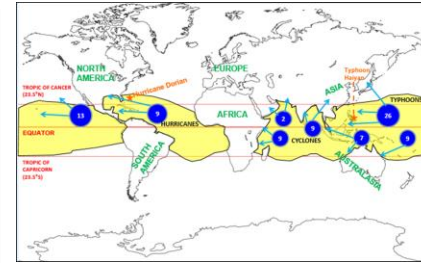 NORTH
AMERICA
EUROPE
Hurricane Dorian
Typhoon
Haiyan
TROPIC OF CANCER
(23.5°N)
ASIA
TYPHOONS
13
9
HURRICANES
AFRICA
2
9
26
EQUATOR
9
CYCLONES
7
9
TROPIC OF
CAPRICORN
(23.5°S)
SOUTH
AMERICA
AUSTRALASIA